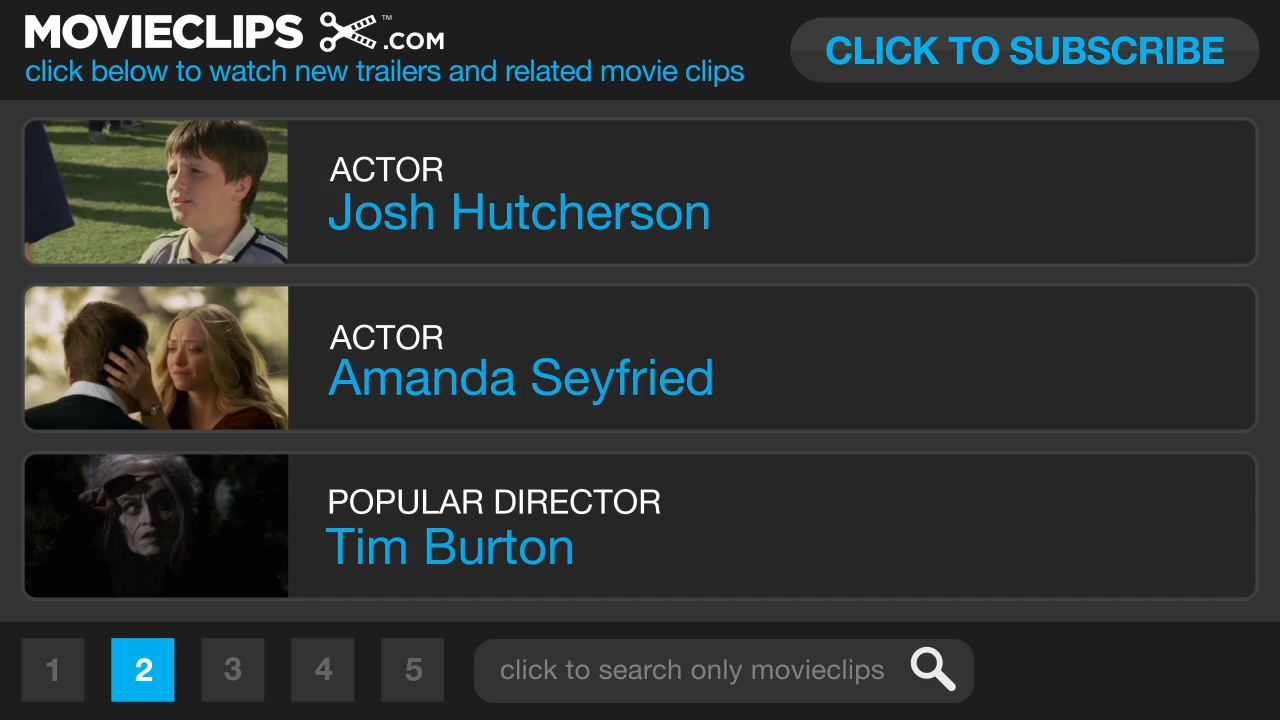 MOVIECLIPS ™ .COM
click below to watch new trailers and related movie clips
CLICK TO SUBSCRIBE
ACTOR
Josh Hutcherson
ACTOR
Amanda Seyfried
POPULAR DIRECTOR
Tim Burton
1 2 3 4 5
click to search only movieclips